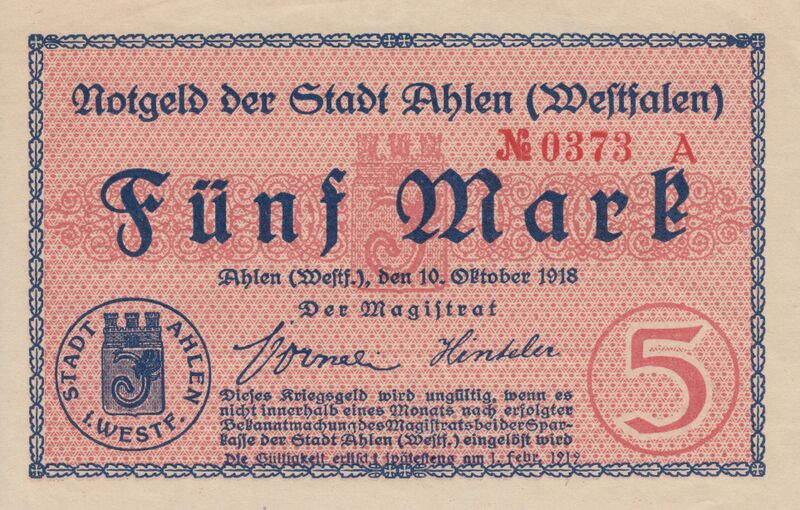 Notgeld der Stadt Ahlen (Westfalen)
№ 0373 A
Fünf Mark
Ahlen (Westf.), den 10. Oktober 1918
Der Magistrat
Hinteler
STADT AHLEN
I. WESTF.
5
Dieses Kriegsgeld wird ungültig, wenn es
nicht innerhalb eines Monats nach erfolgter
Bekanntmachung des Magistrats bei der Spar-
kasse der Stadt Ahlen (Westf.) eingelöst wird
Die Gültigkeit erlischt spätestens am 1. Febr. 1919